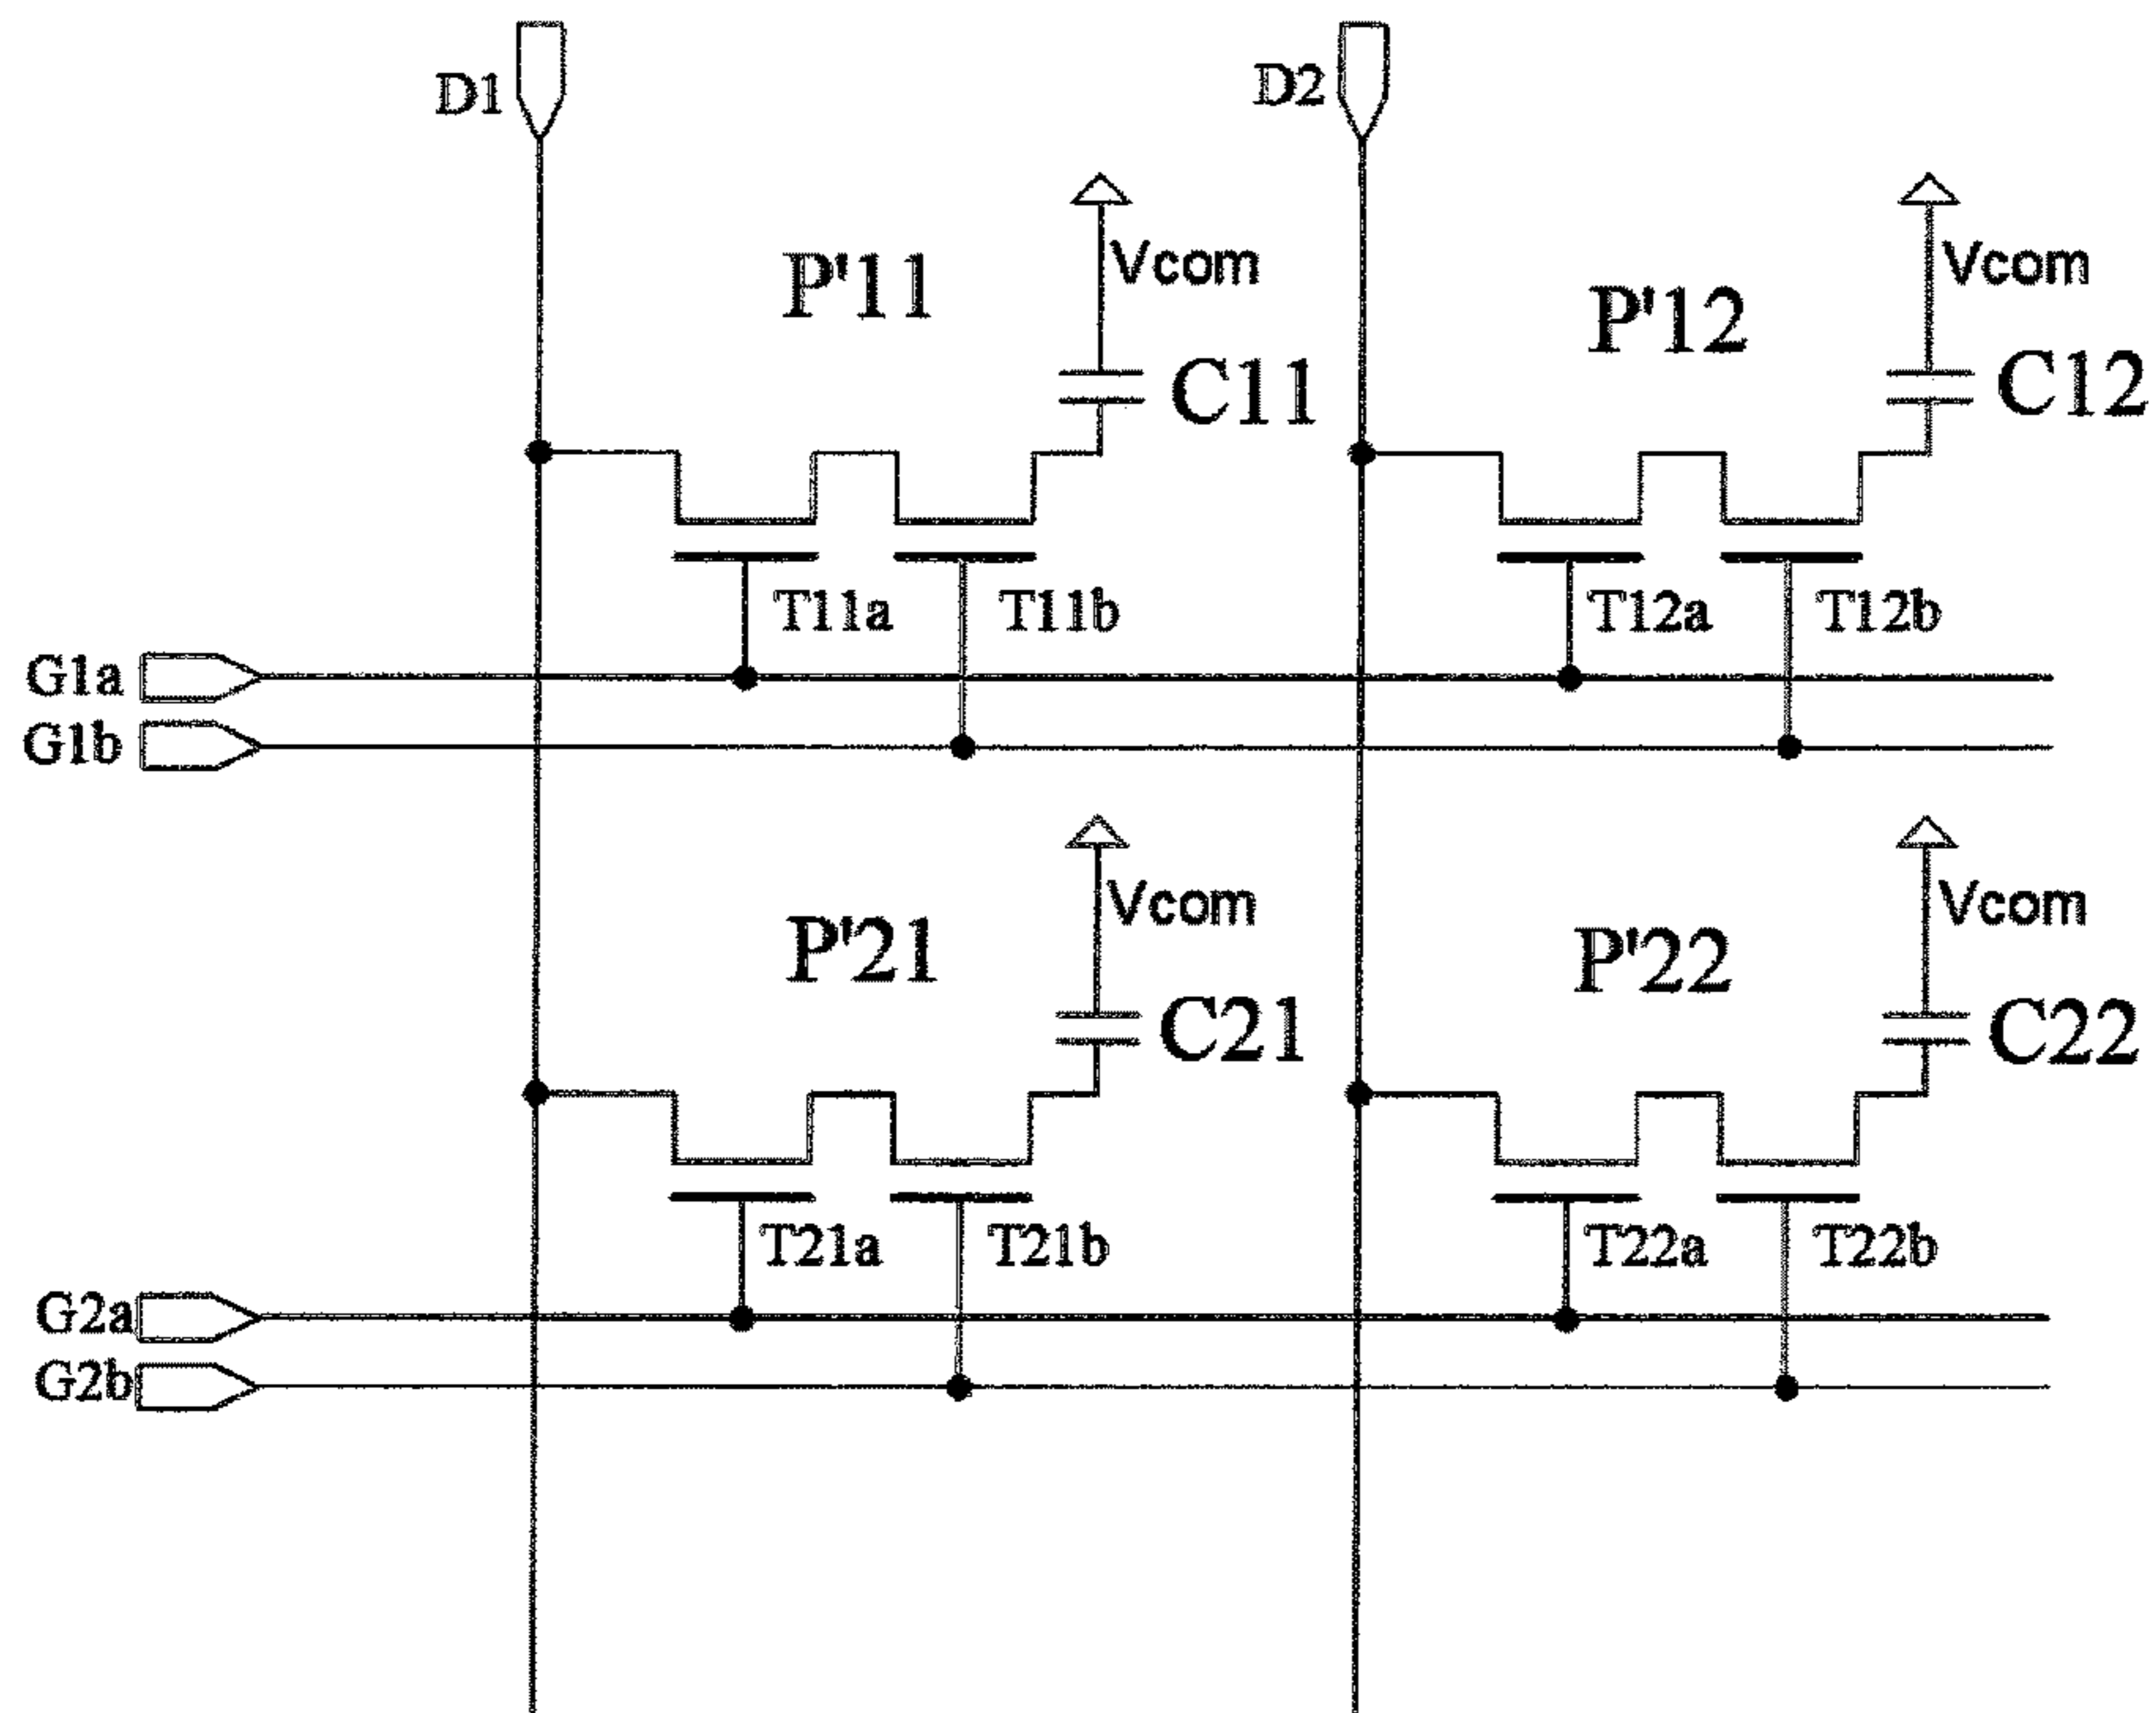 D1
D2
Vcom
Vcom
P'11
P'12
C11
C12
T11a
T11b
T12a
T12b
G1a
G1b
Vcom
Vcom
P'21
P'22
C21
C22
T21a
T21b
T22a
T22b
G2a
G2b